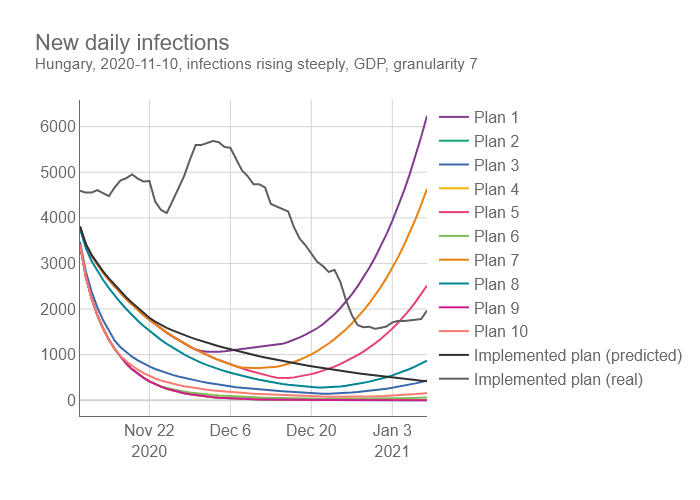 New daily infections
Hungary, 2020-11-10, infections rising steeply, GDP, granularity 7
6000
5000
4000
3000
2000
1000
0
Nov 22
2020
Dec 6
Dec 20
Jan 3
2021
Plan 1
Plan 2
Plan 3
Plan 4
Plan 5
Plan 6
Plan 7
Plan 8
Plan 9
Plan 10
Implemented plan (predicted)
Implemented plan (real)